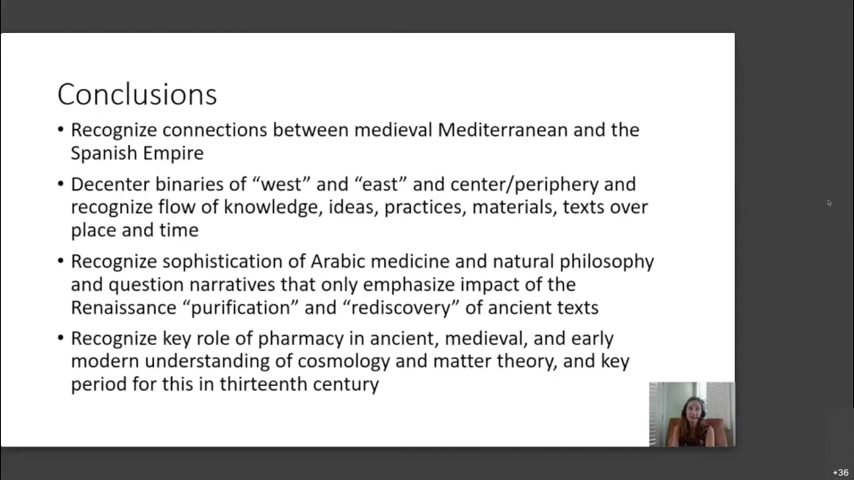 Conclusions
• Recognize connections between medieval Mediterranean and the
Spanish Empire
• Decenter binaries of “west” and “east” and center/periphery and
recognize flow of knowledge, ideas, practices, materials, texts over
place and time
• Recognize sophistication of Arabic medicine and natural philosophy
and question narratives that only emphasize impact of the
Renaissance “purification” and “rediscovery” of ancient texts
• Recognize key role of pharmacy in ancient, medieval, and early
modern understanding of cosmology and matter theory, and key
period for this in thirteenth century
+36